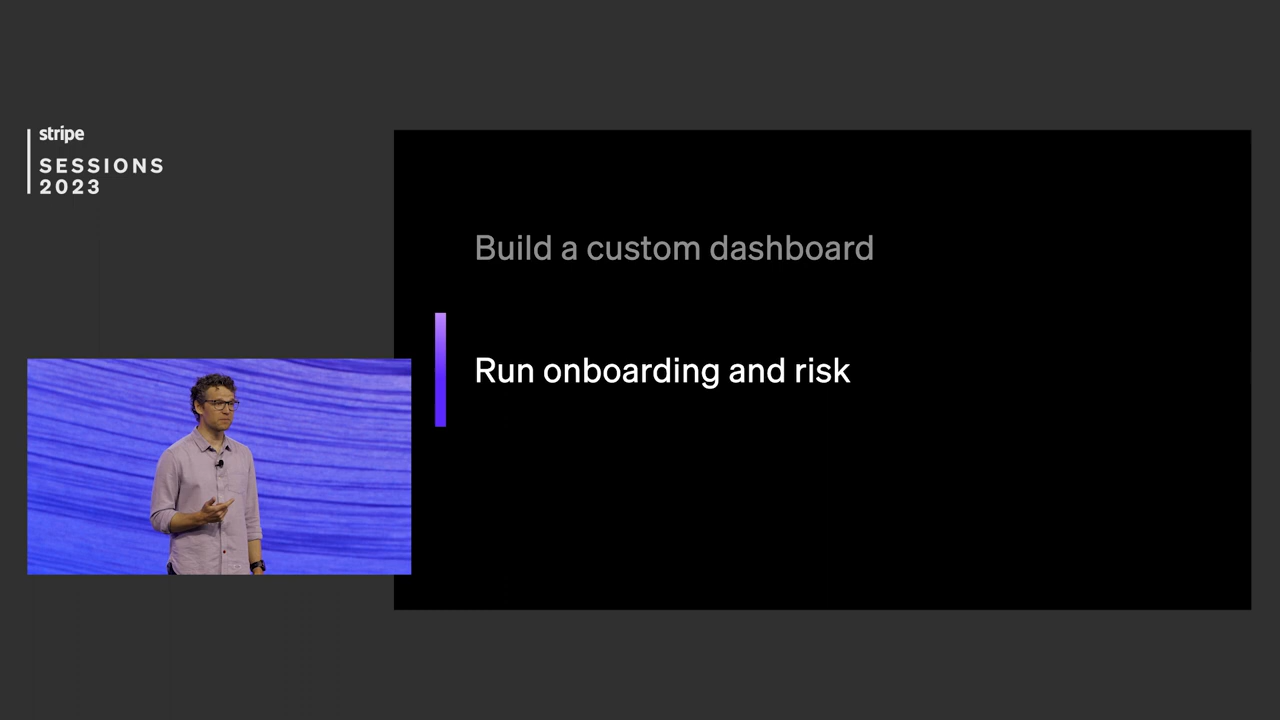 stripe
SESSIONS
2023
Build a custom dashboard
Run onboarding and risk